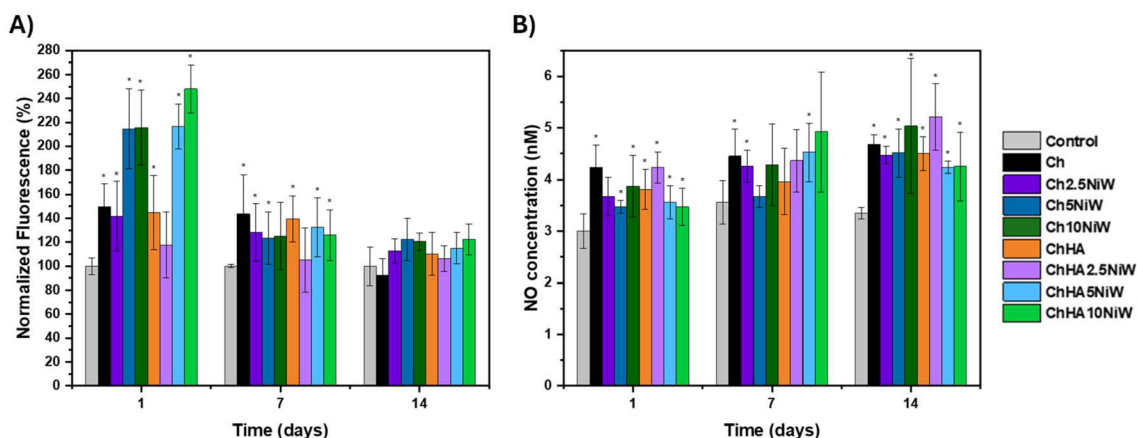 A)
280
260
240
220
200
180
160
140
120
100
80
60
40
20
0
Normalized Fluorescence (%)
* * * * * * *
* * * * * *
1 7 14
Time (days)
B)
6
5
4
3
2
1
0
NO concentration (nM)
* * * * * * *
* * *
* * * * * * * *
1 7 14
Time (days)
Control
Ch
Ch2.5NiW
Ch5NiW
Ch10NiW
ChHA
ChHA2.5NiW
ChHA5NiW
ChHA10NiW